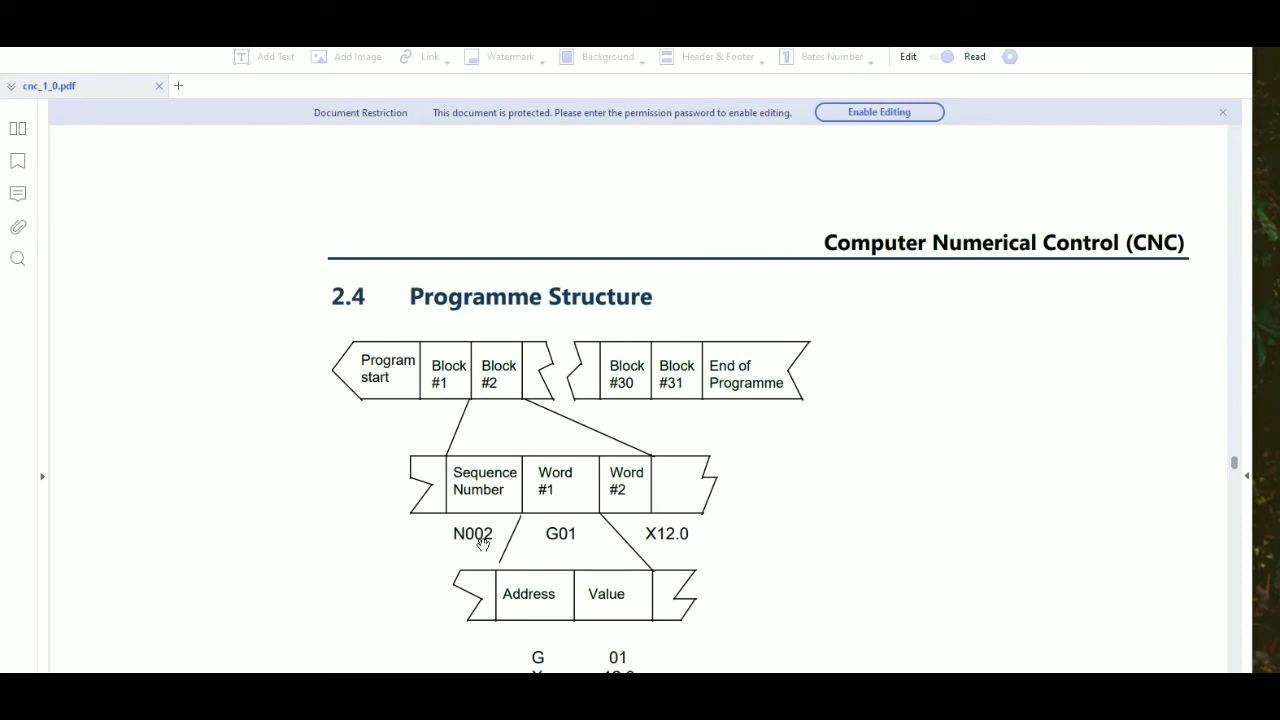 Add Text Add Image Link Watermark Background Header & Footer Bates Number Edit Read
cnc_1_0.pdf
Document Restriction This document is protected. Please enter the permission password to enable editing. Enable Editing
Computer Numerical Control (CNC)
2.4 Programme Structure
Program start
Block #1
Block #2
Block #30
Block #31
End of Programme
Sequence Number
Word #1
Word #2
N002 G01 X12.0
Address Value
G 01